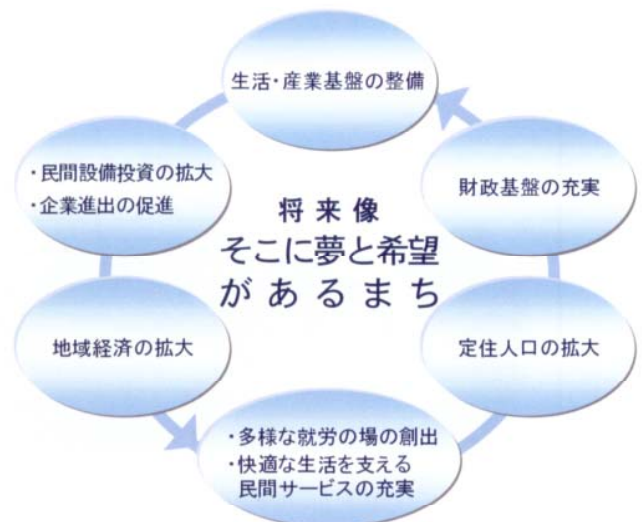 生活・産業基盤の整備
・民間設備投資の拡大
・企業進出の促進
財政基盤の充実
将来像
そこに夢と希望
があるまち
地域経済の拡大
定住人口の拡大
・多様な就労の場の創出
・快適な生活を支える
民間サービスの充実